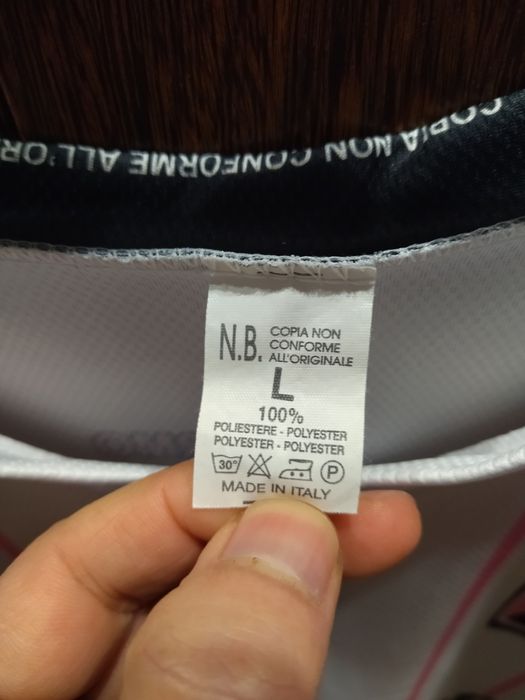 COPIA NON CONFORME ALL'OR
N.B. COPIA NON
CONFORME
ALL'ORIGINALE
L
100%
POLIESTERE - POLYESTER
POLYESTER - POLYESTER
30° P
MADE IN ITALY